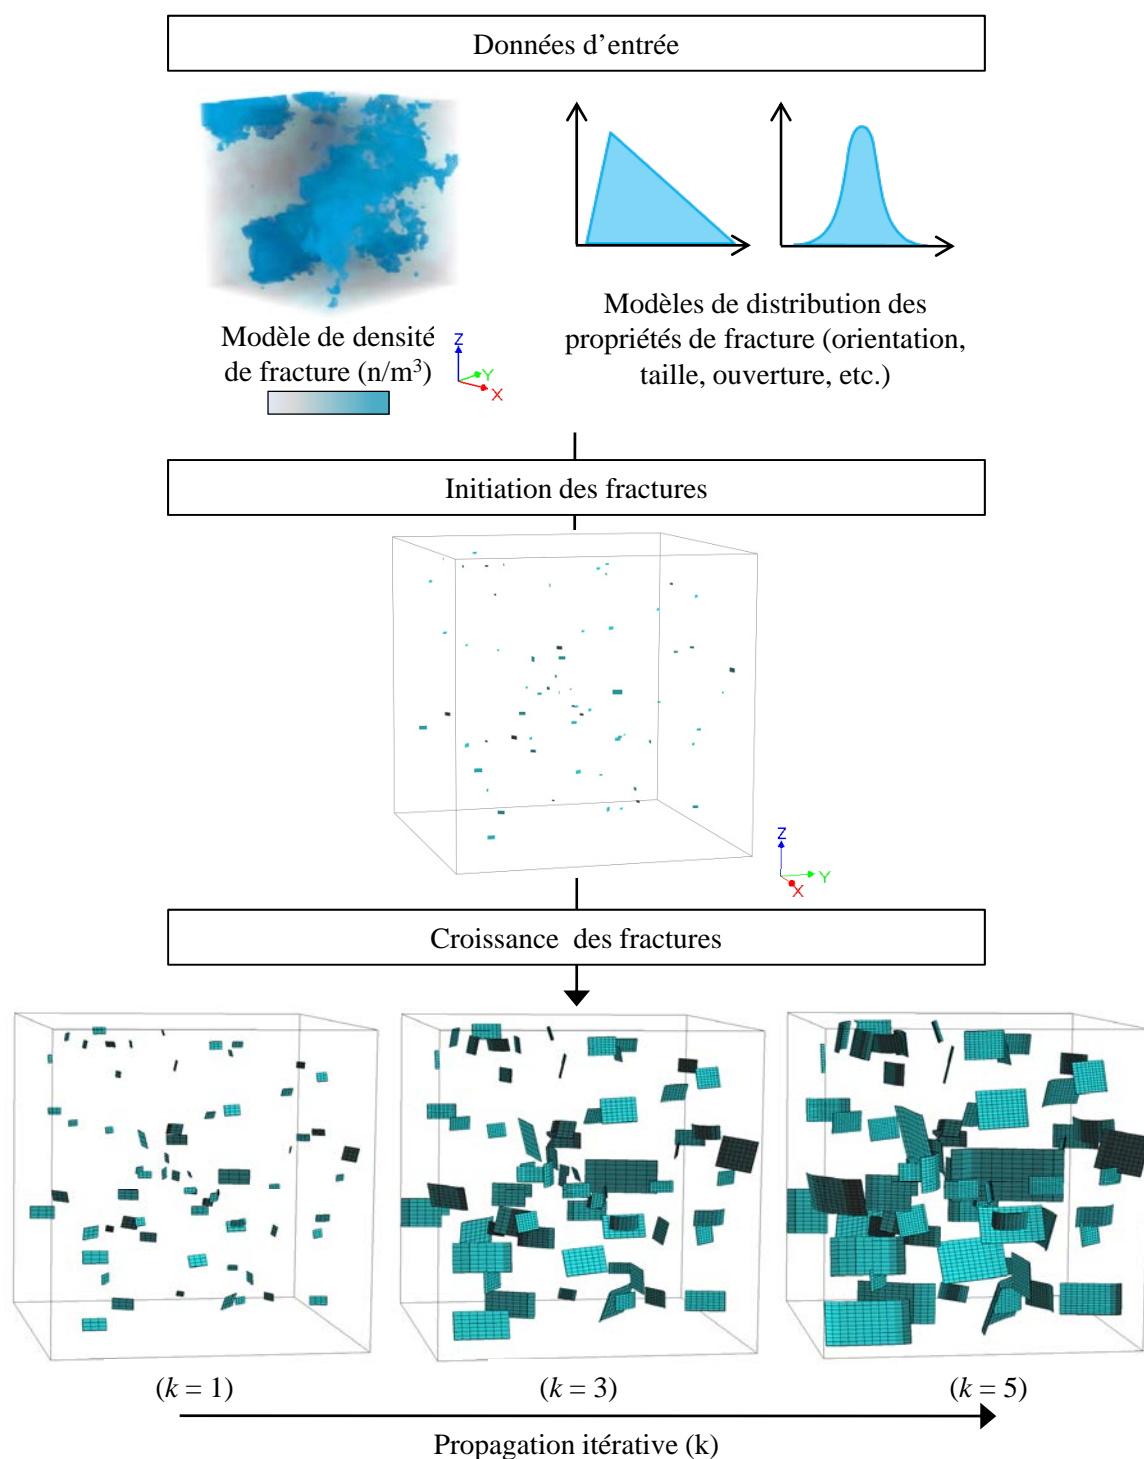 Données d’entrée
Modèle de densité
de fracture (n/m³)
Z
Y
X
Modèles de distribution des
propriétés de fracture (orientation,
taille, ouverture, etc.)
Initiation des fractures
Z
Y
X
Croissance des fractures
(k = 1)
(k = 3)
(k = 5)
Propagation itérative (k)